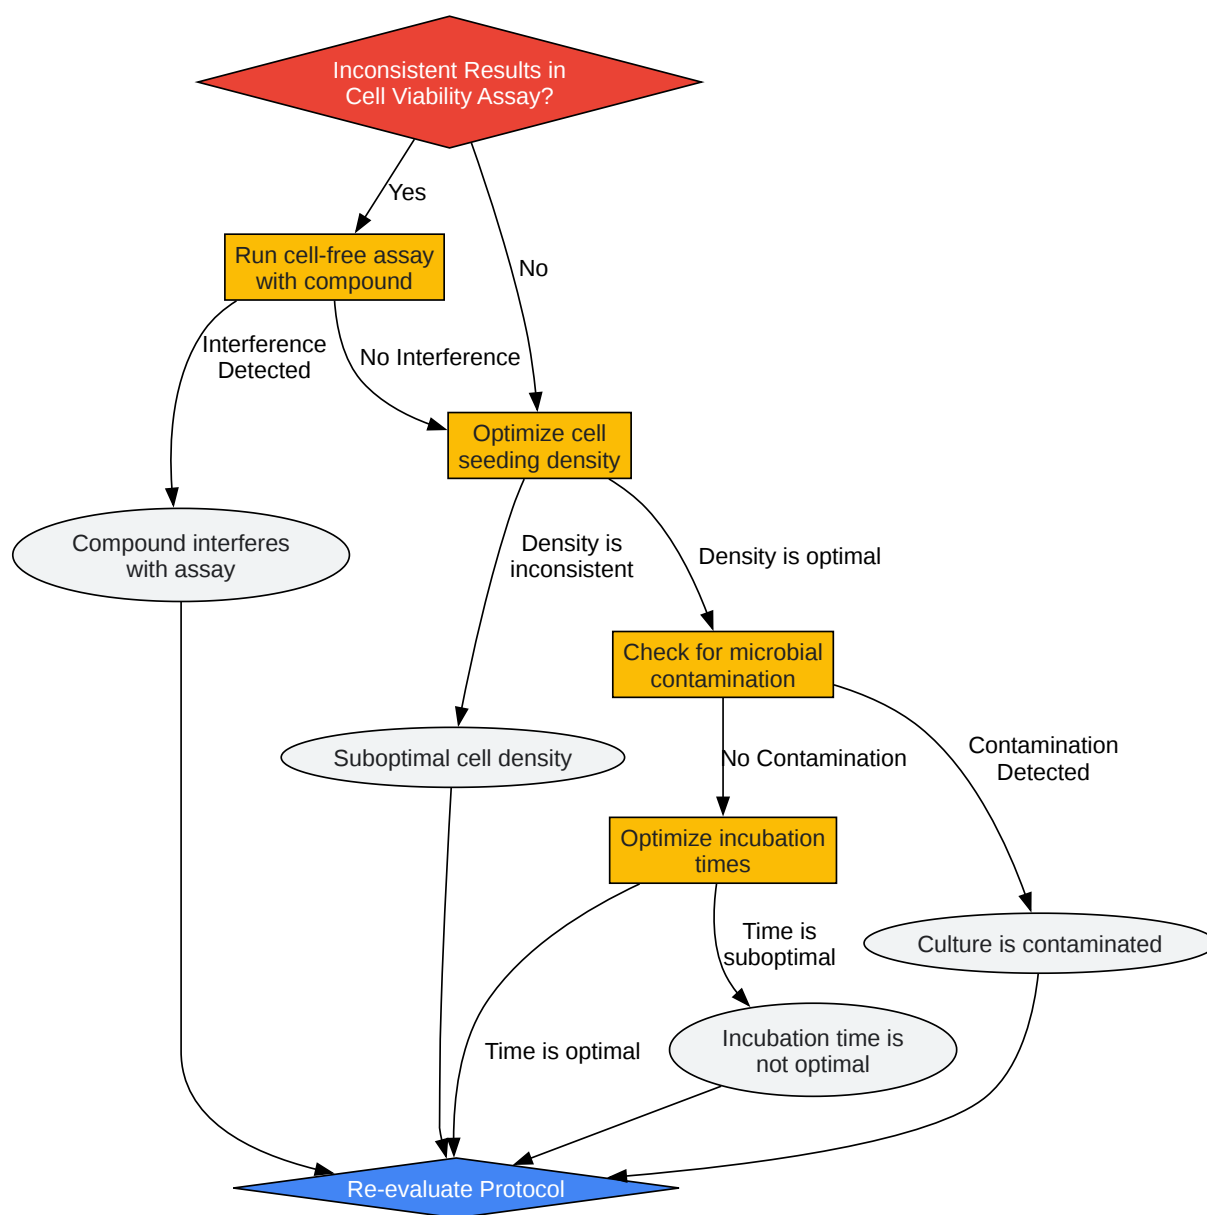 Inconsistent Results in
Cell Viability Assay?
Yes
Run cell-free assay
with compound
No
Interference
Detected
No Interference
Optimize cell
seeding density
Compound interferes
with assay
Density is
inconsistent
Density is optimal
Check for microbial
contamination
Suboptimal cell density
No Contamination
Contamination
Detected
Optimize incubation
times
Time is
suboptimal
Culture is contaminated
Time is optimal
Incubation time is
not optimal
Re-evaluate Protocol